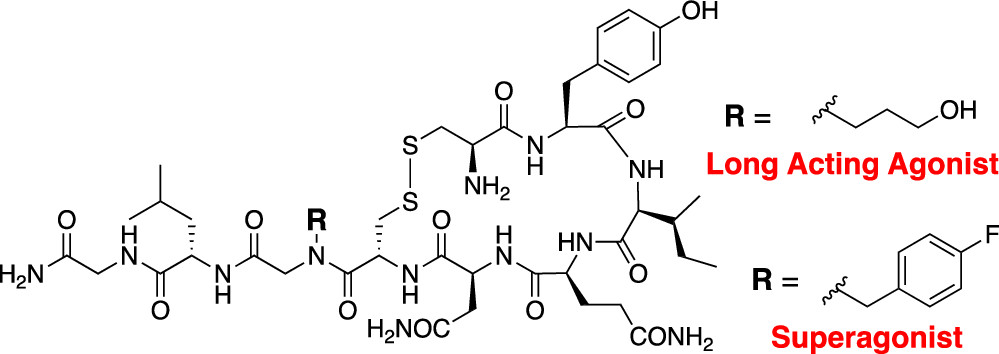 OH
O
O
N
H
S
NH
S
NH2
R
O
O
O
H
N
H
N
HN
O
H2N
N
N
H
N
H
O
O
O
O
H2NOC
CONH2
R =
OH
Long Acting Agonist
R =
F
Superagonist